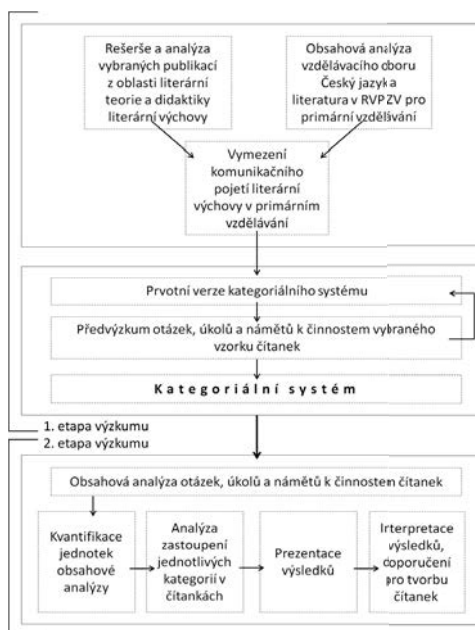 Rešerše a analýza
vybraných publikací
z oblasti literární
teorie a didaktiky
literární výchovy
Obsahová analýza
vzdělávacího oboru
Český jazyk a
literatura v RVP ZV pro
primární vzdělávání
Vymezení
komunikačního
pojetí literární
výchovy v primárním
vzdělávání
Prvotní verze kategoriálního systému
Předvýzkum otázek, úkolů a námětů k činnostem vybraného
vzorku čítanek
Kategoriální systém
1. etapa výzkumu
2. etapa výzkumu
Obsahová analýza otázek, úkolů a námětů k činnostem čítanek
Kvantifikace
jednotek
obsahové
analýzy
Analýza
zastoupení
jednotlivých
kategorií v
čítankách
Prezentace
výsledků
Interpretace
výsledků,
doporučení
pro tvorbu
čítanek